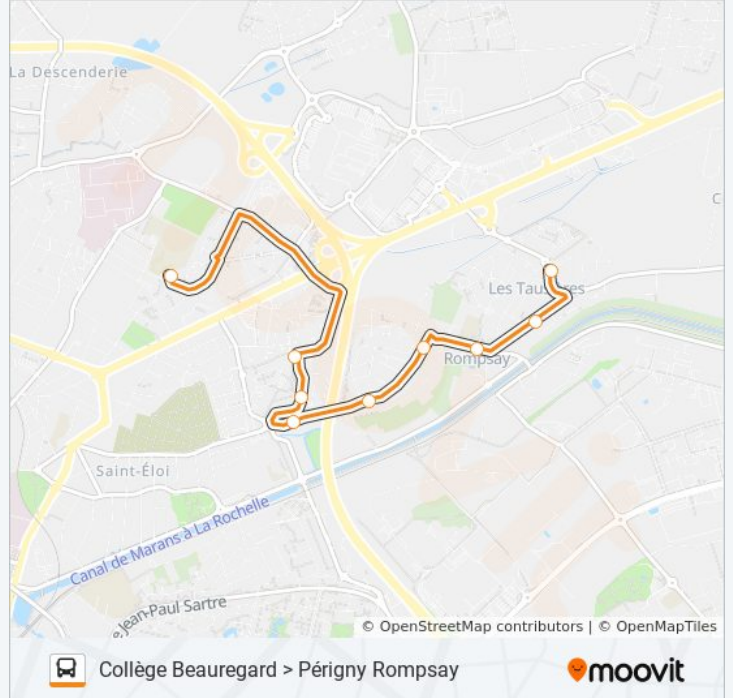 La Descenderie
C
Les Tau
res
Rompsay
Saint-Éloi
Canal de Marans à La Rochelle
e Jean-Paul Sartre
© OpenStreetMap contributors | © OpenMapTiles
Collège Beauregard > Périgny Rompsay
moovit